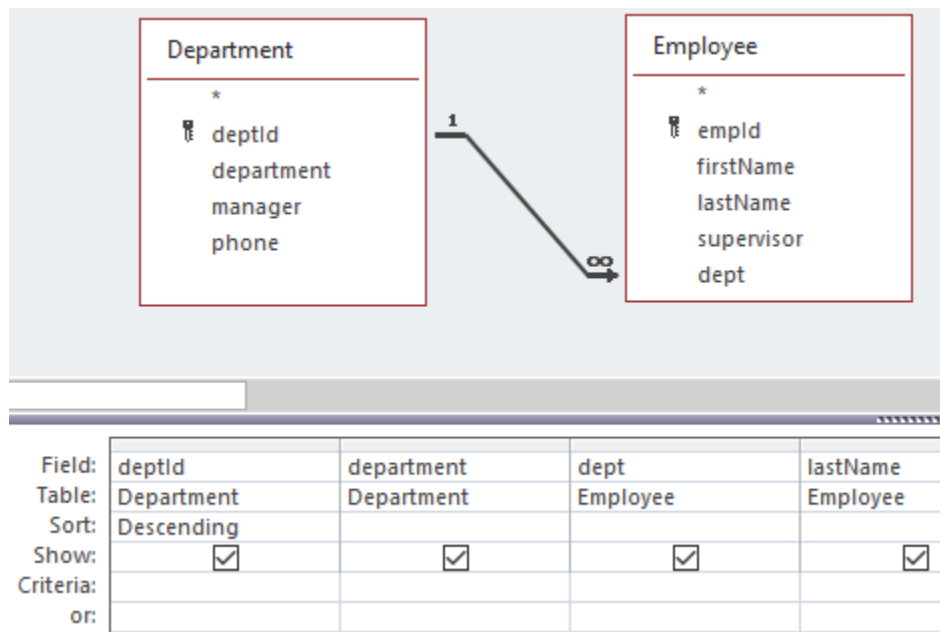 Department
*
deptId
department
manager
phone
1
∞
Employee
*
empId
firstName
lastName
supervisor
dept
Field: deptId department dept lastName
Table: Department Department Employee Employee
Sort: Descending
Show:
Criteria:
or: